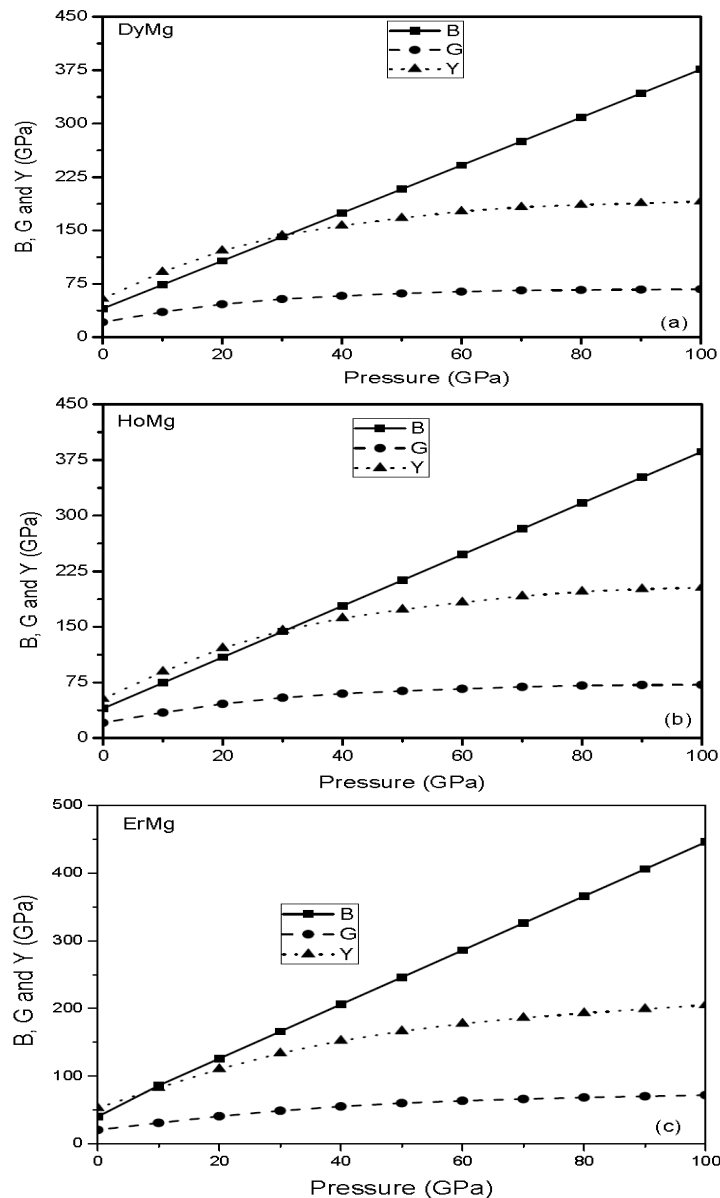 450
DyMg
B
G
Y
375
300
225
150
75
0
B, G and Y (GPa)
(a)
0 20 40 60 80 100
Pressure (GPa)
450
HoMg
B
G
Y
375
300
225
150
75
0
B, G and Y (GPa)
(b)
0 20 40 60 80 100
Pressure (GPa)
500
ErMg
B
G
Y
400
300
200
100
0
B, G and Y (GPa)
(c)
0 20 40 60 80 100
Pressure (GPa)